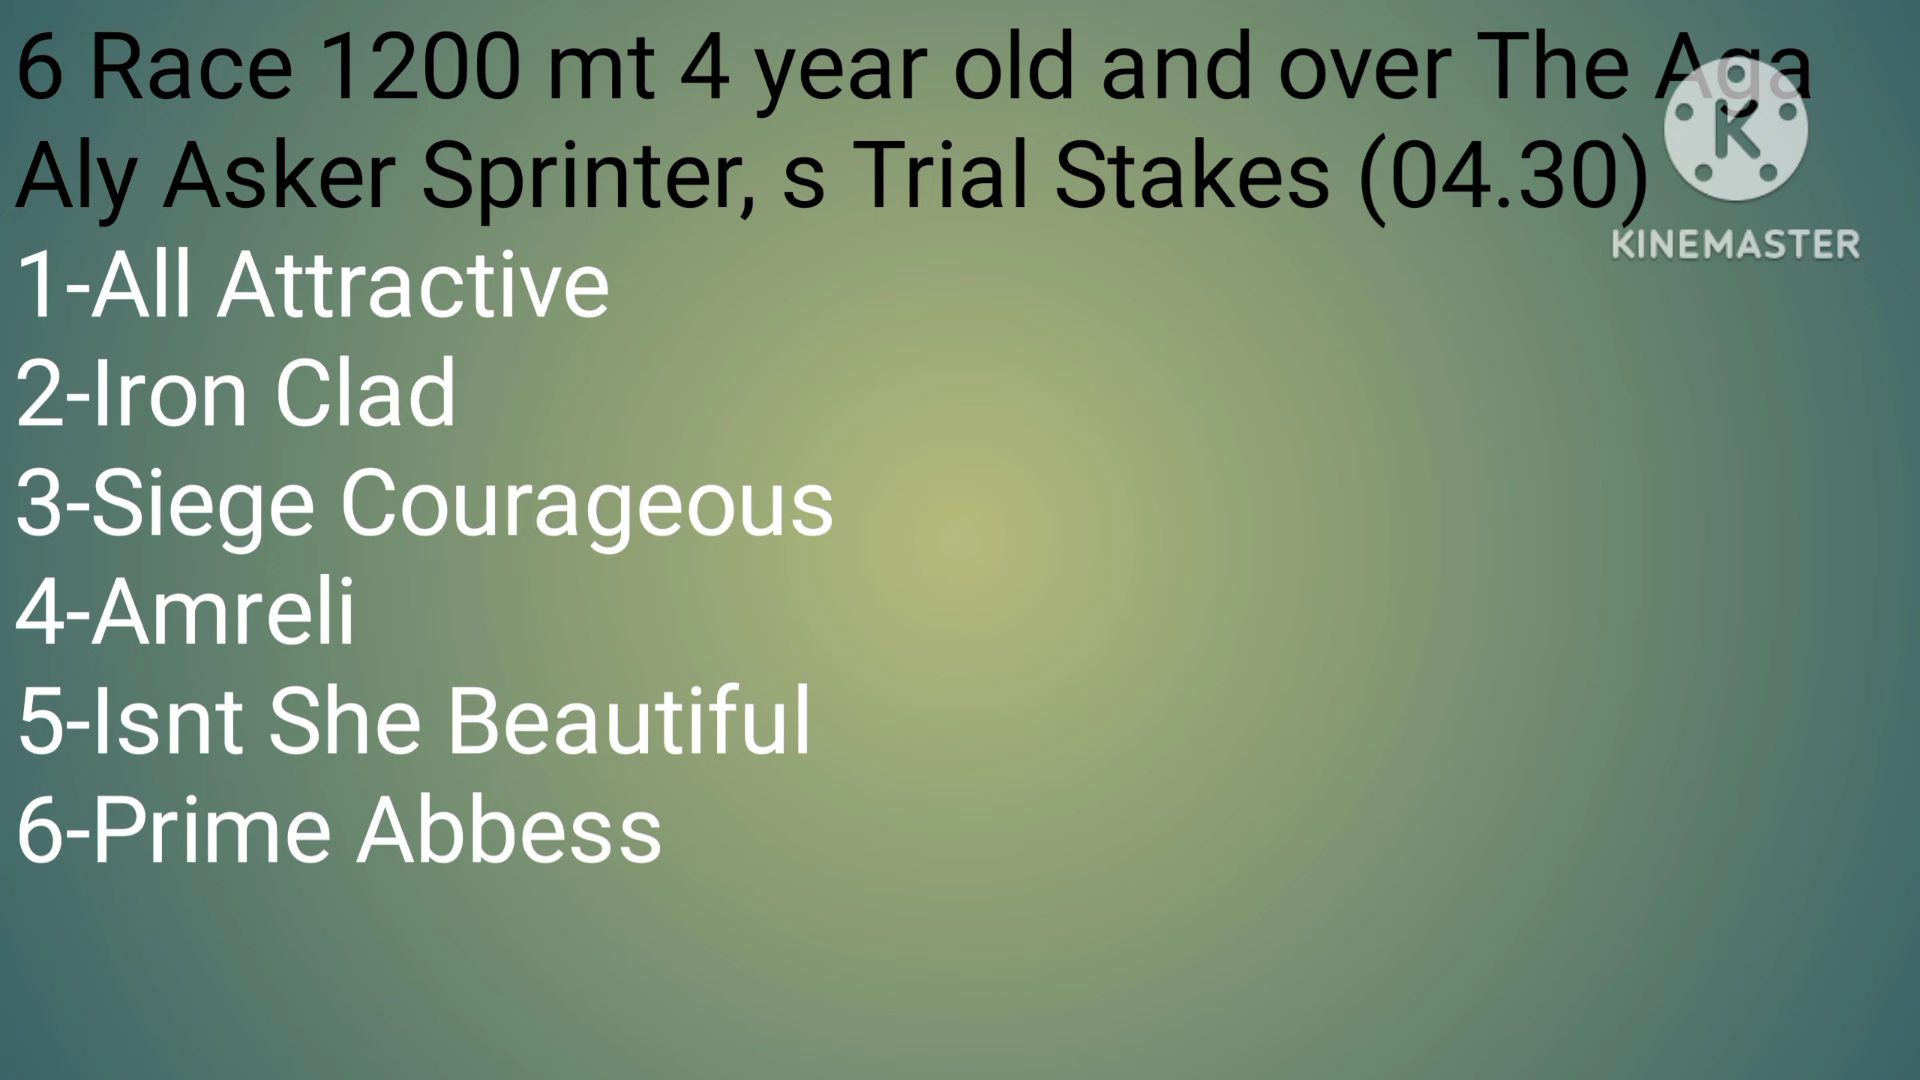 6 Race 1200 mt 4 year old and over The Aga
Aly Asker Sprinter, s Trial Stakes (04.30)
K
KINEMASTER
1-All Attractive
2-Iron Clad
3-Siege Courageous
4-Amreli
5-Isnt She Beautiful
6-Prime Abbess